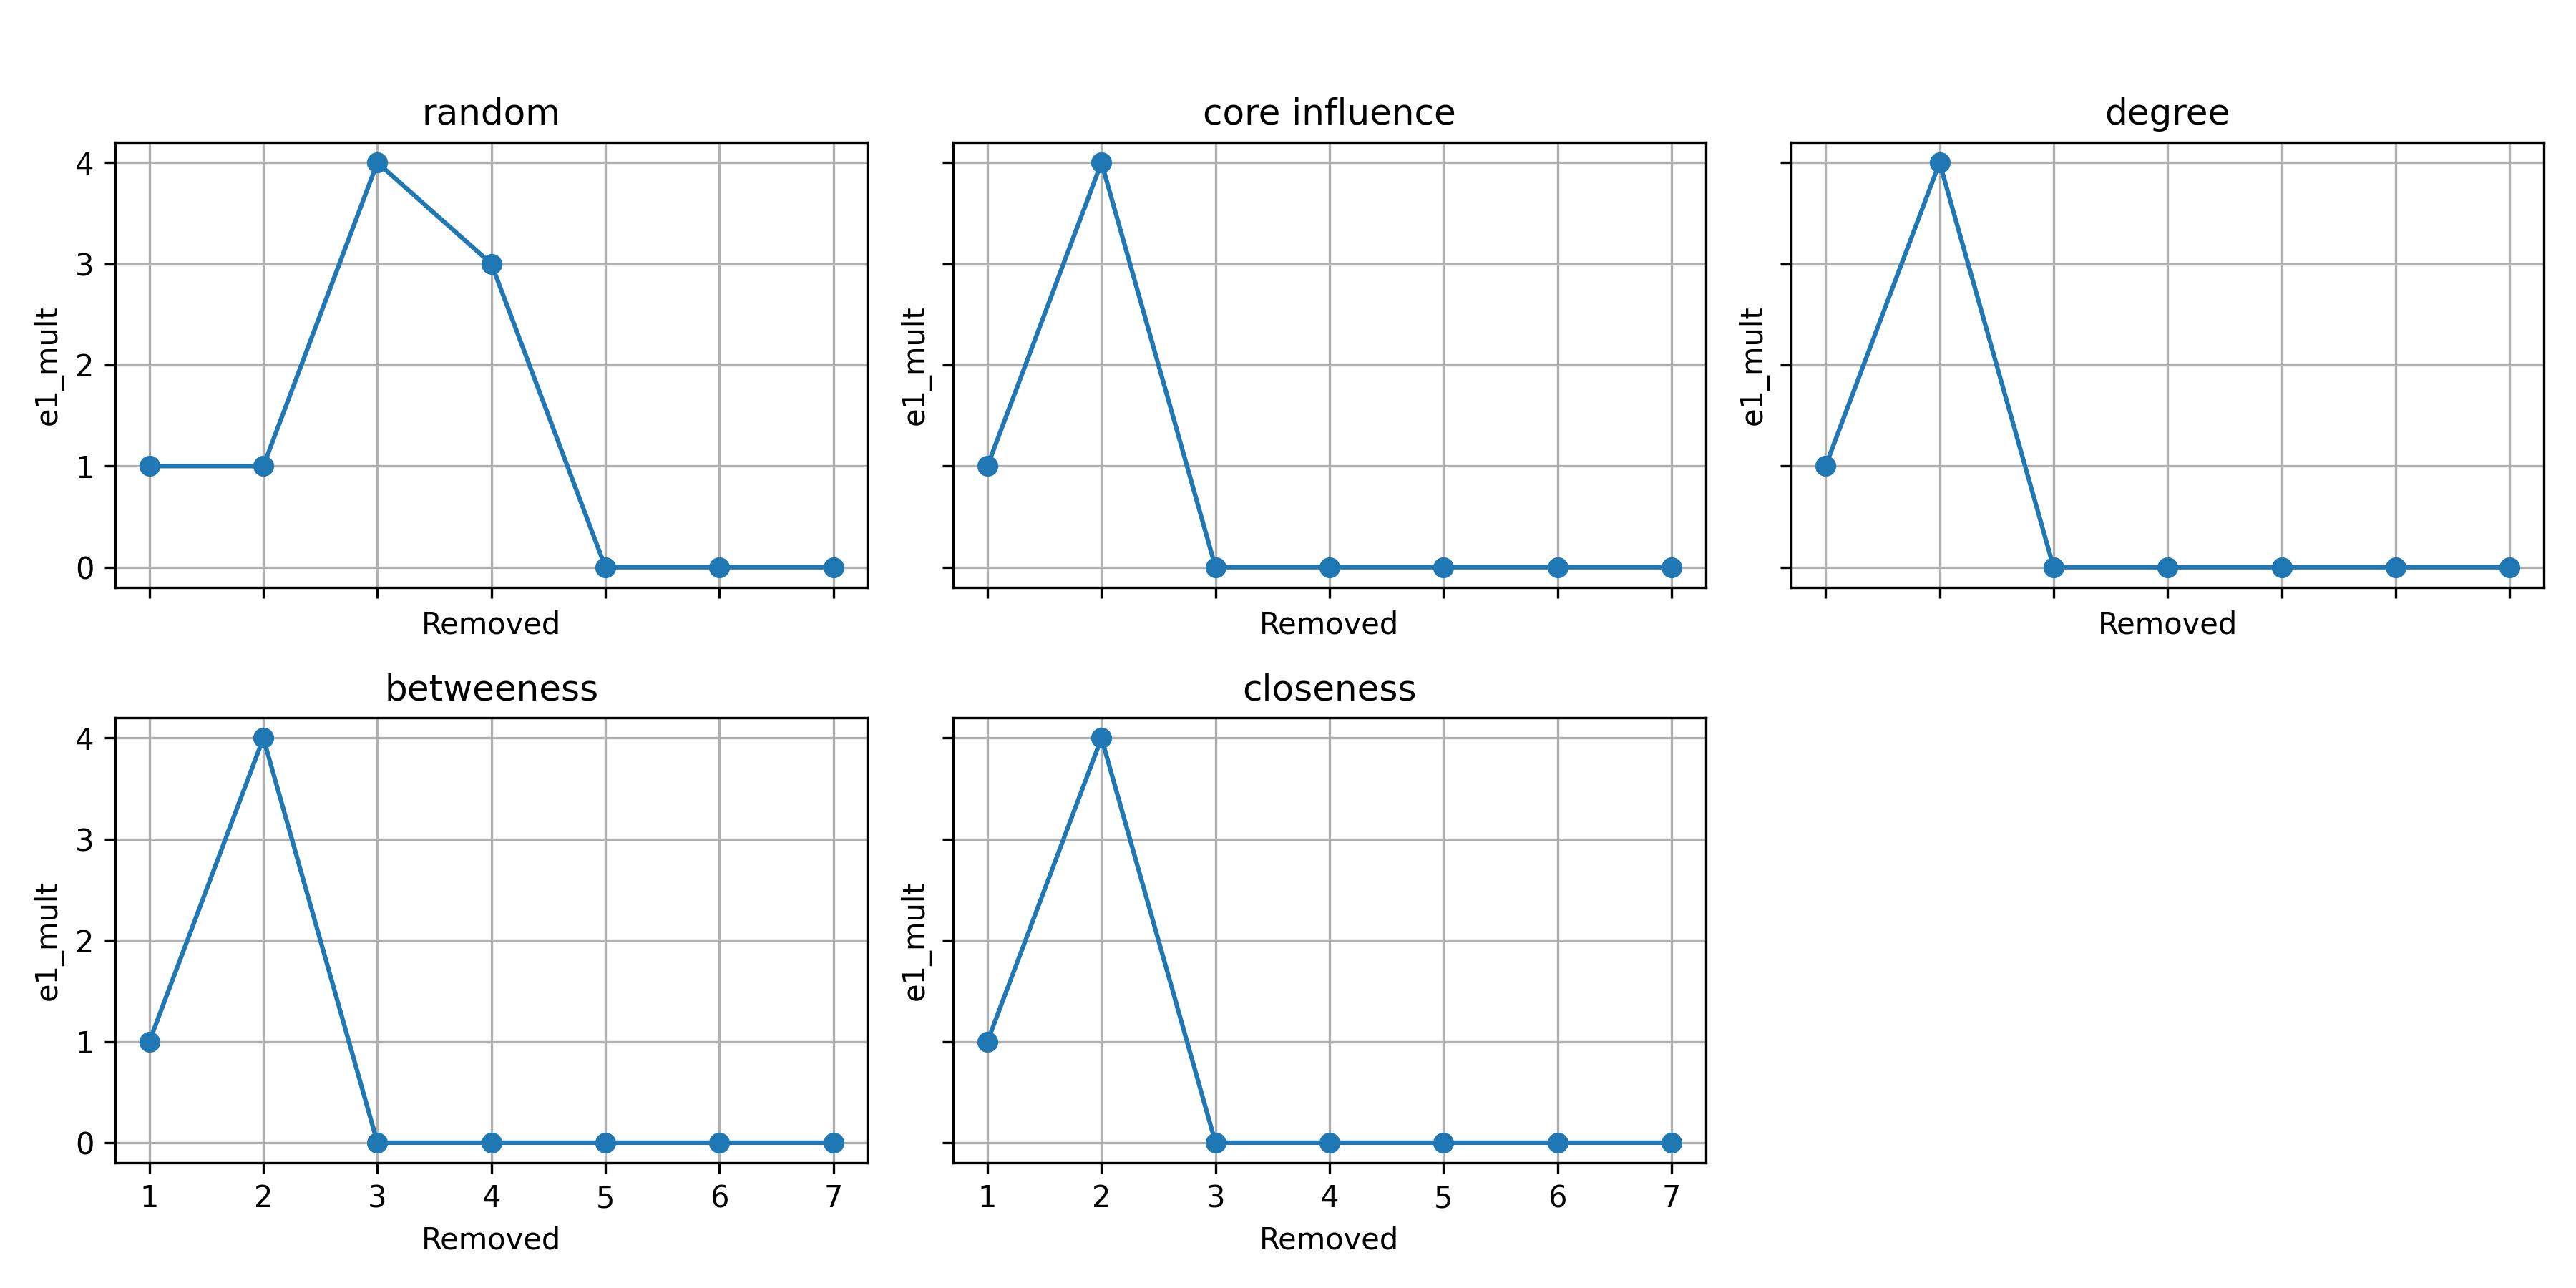 random
core influence
degree
4
3
2
1
0
e1_mult
e1_mult
e1_mult
Removed
Removed
Removed
betweeness
closeness
4
3
2
1
0
e1_mult
e1_mult
1 2 3 4 5 6 7
1 2 3 4 5 6 7
Removed
Removed